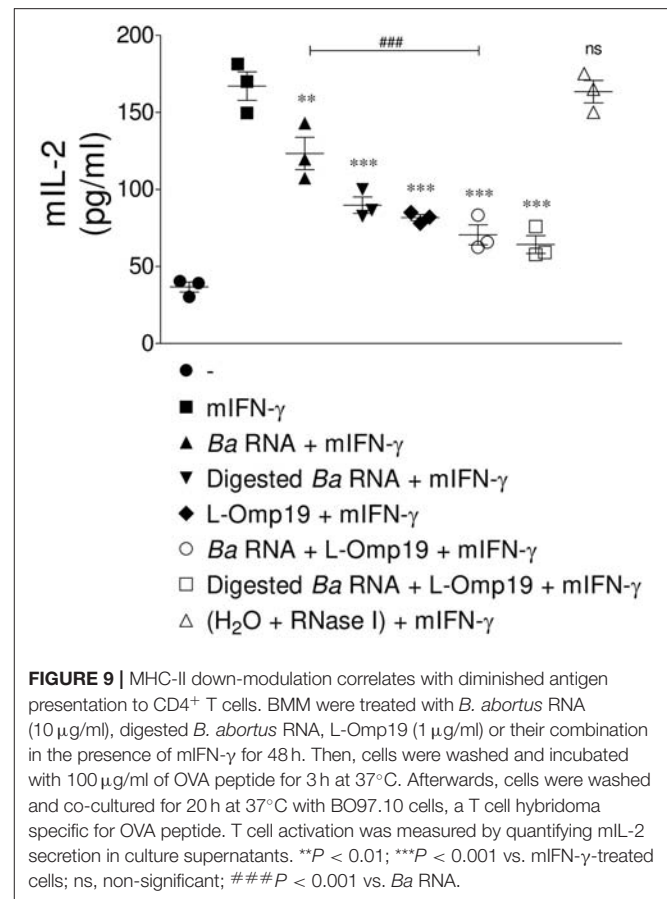 200
150
100
50
0
mIL-2
(pg/ml)
###
**
***
***
***
***
ns
● -
■ mIFN-γ
▲ Ba RNA + mIFN-γ
▼ Digested Ba RNA + mIFN-γ
◆ L-Omp19 + mIFN-γ
○ Ba RNA + L-Omp19 + mIFN-γ
□ Digested Ba RNA + L-Omp19 + mIFN-γ
△ (H₂O + RNase I) + mIFN-γ
FIGURE 9 | MHC-II down-modulation correlates with diminished antigen
presentation to CD4⁺ T cells. BMM were treated with B. abortus RNA
(10 μg/ml), digested B. abortus RNA, L-Omp19 (1 μg/ml) or their combination
in the presence of mIFN-γ for 48 h. Then, cells were washed and incubated
with 100 μg/ml of OVA peptide for 3 h at 37°C. Afterwards, cells were washed
and co-cultured for 20 h at 37°C with BO97.10 cells, a T cell hybridoma
specific for OVA peptide. T cell activation was measured by quantifying mIL-2
secretion in culture supernatants. **P < 0.01; ***P < 0.001 vs. mIFN-γ-treated
cells; ns, non-significant; ###P < 0.001 vs. Ba RNA.